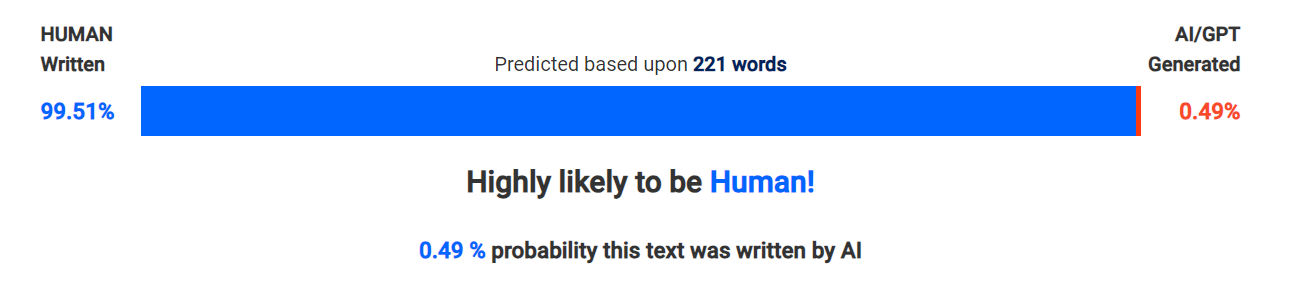 HUMAN
Written
AI/GPT
Generated
Predicted based upon 221 words
99.51%
0.49%
Highly likely to be Human!
0.49 % probability this text was written by AI